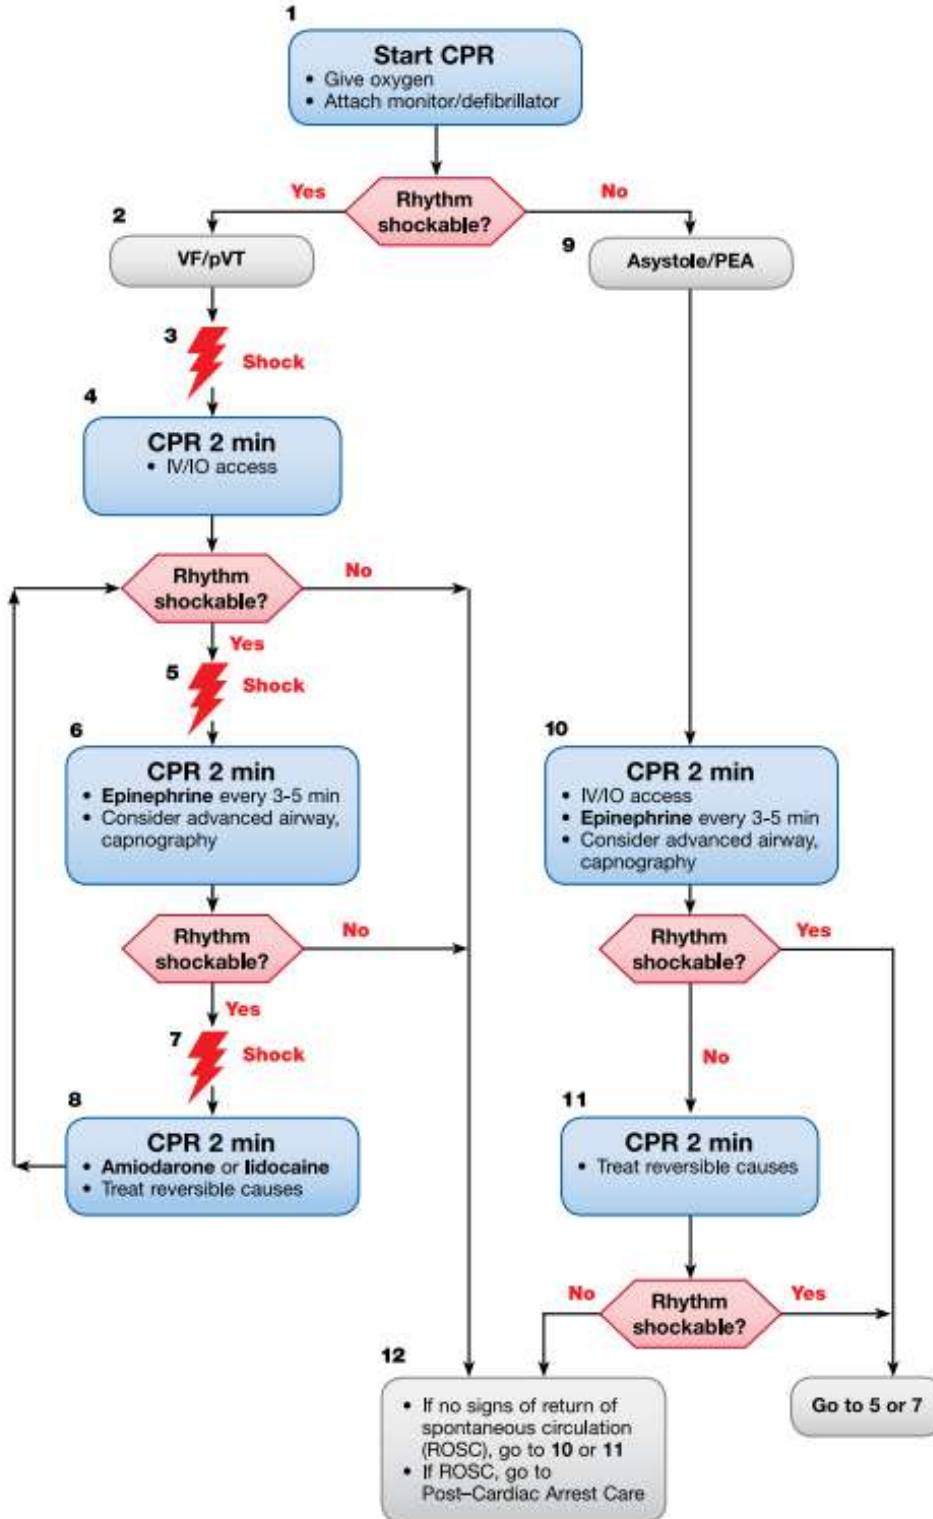 1
Start CPR
• Give oxygen
• Attach monitor/defibrillator
Yes
Rhythm
shockable?
No
2
VF/pVT
9
Asystole/PEA
3
Shock
4
CPR 2 min
• IV/IO access
Rhythm
shockable?
No
Yes
5
Shock
6
CPR 2 min
• Epinephrine every 3-5 min
• Consider advanced airway,
capnography
10
CPR 2 min
• IV/IO access
• Epinephrine every 3-5 min
• Consider advanced airway,
capnography
Rhythm
shockable?
No
Rhythm
shockable?
Yes
Yes
7
Shock
No
8
CPR 2 min
• Amiodarone or lidocaine
• Treat reversible causes
11
CPR 2 min
• Treat reversible causes
No
Rhythm
shockable?
Yes
12
• If no signs of return of
spontaneous circulation
(ROSC), go to 10 or 11
• If ROSC, go to
Post–Cardiac Arrest Care
Go to 5 or 7